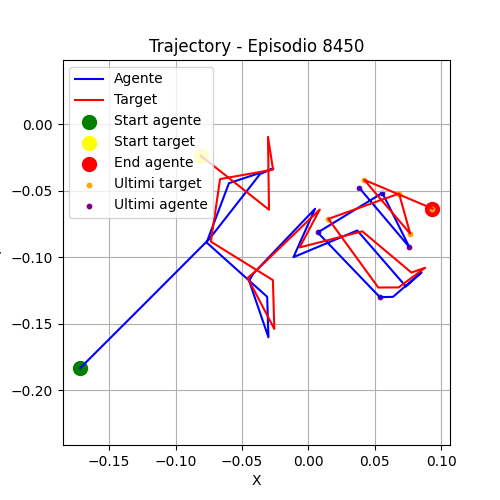 Trajectory - Episodio 8450
Agente
Target
Start agente
Start target
End agente
Ultimi target
Ultimi agente
0.00
−0.05
−0.10
−0.15
−0.20
−0.15
−0.10
−0.05
0.00
0.05
0.10
X